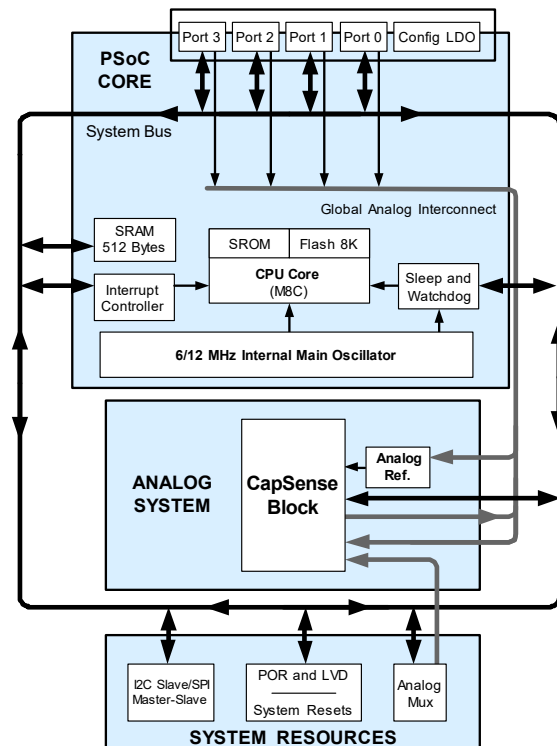 Port 3 Port 2 Port 1 Port 0 Config LDO
PSoC
CORE
System Bus
Global Analog Interconnect
SRAM
512 Bytes
SROM Flash 8K
CPU Core
(M8C)
Interrupt
Controller
Sleep and
Watchdog
6/12 MHz Internal Main Oscillator
ANALOG
SYSTEM
CapSense
Block
Analog
Ref.
I2C Slave/SPI
Master-Slave
POR and LVD
System Resets
Analog
Mux
SYSTEM RESOURCES